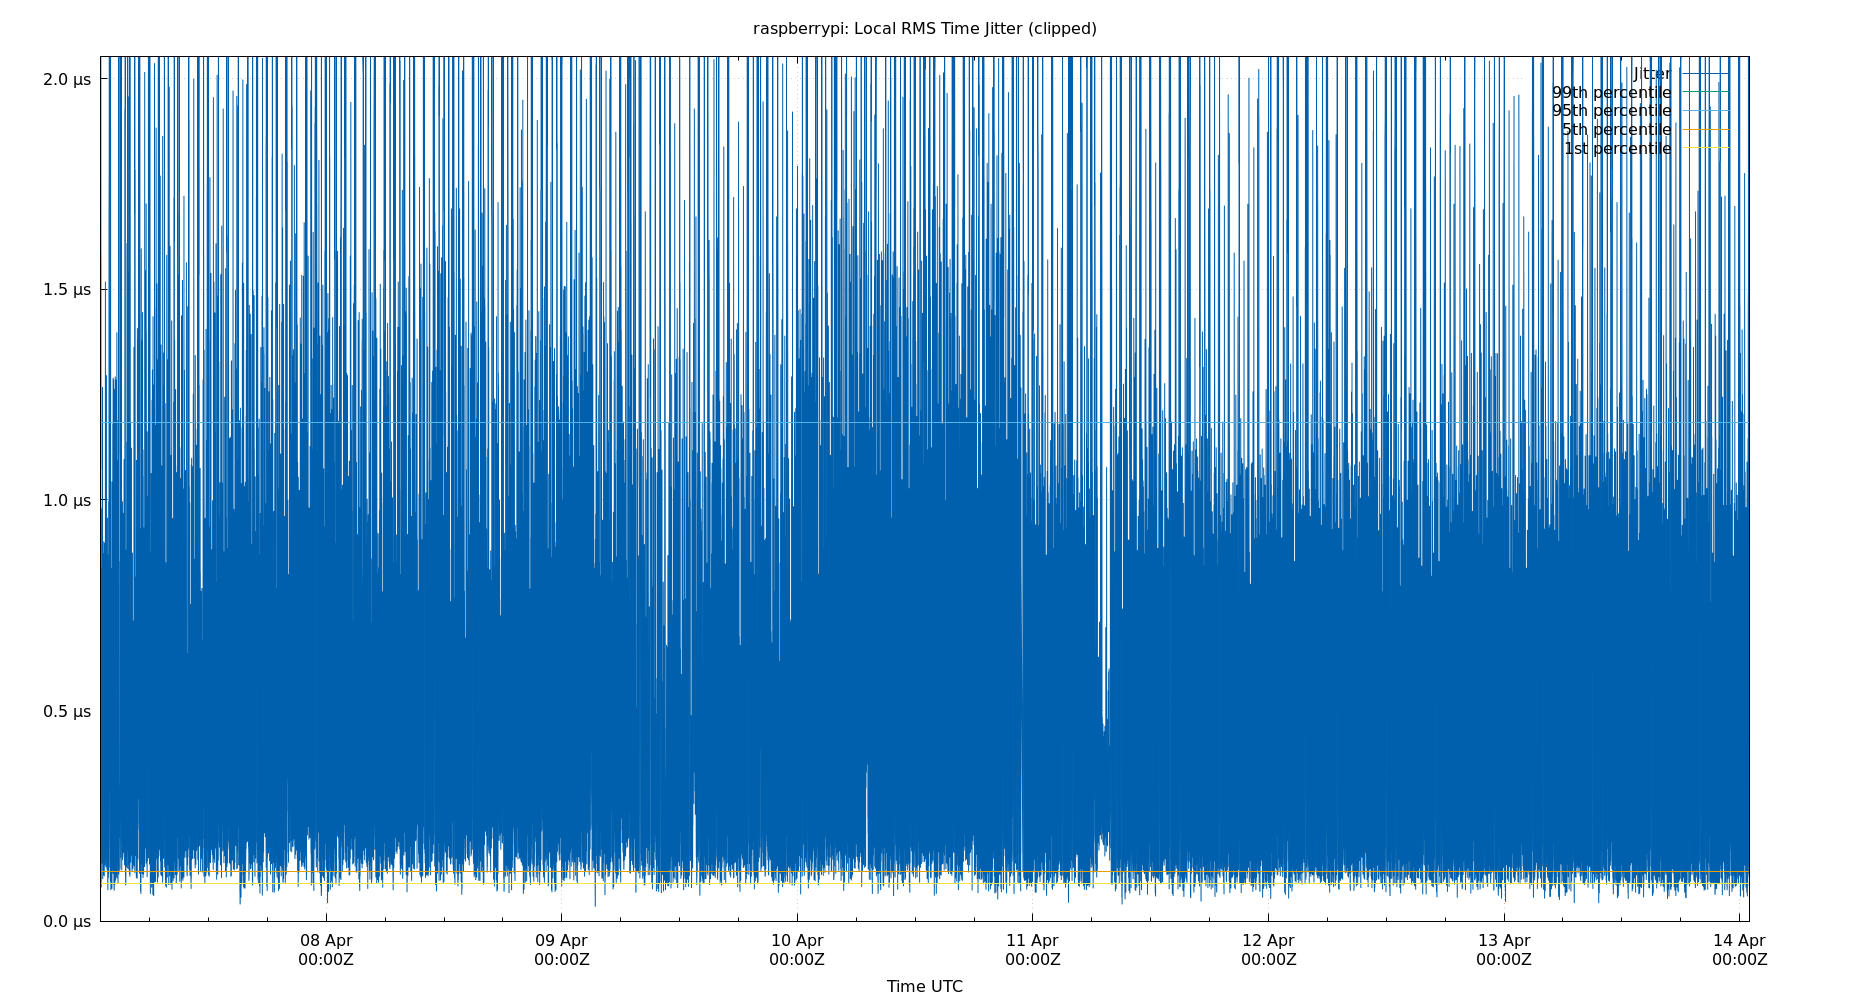 raspberrypi: Local RMS Time Jitter (clipped)
2.0 µs
1.5 µs
1.0 µs
0.5 µs
0.0 µs
Jitter
99th percentile
95th percentile
5th percentile
1st percentile
08 Apr
00:00Z
09 Apr
00:00Z
10 Apr
00:00Z
11 Apr
00:00Z
12 Apr
00:00Z
13 Apr
00:00Z
14 Apr
00:00Z
Time UTC